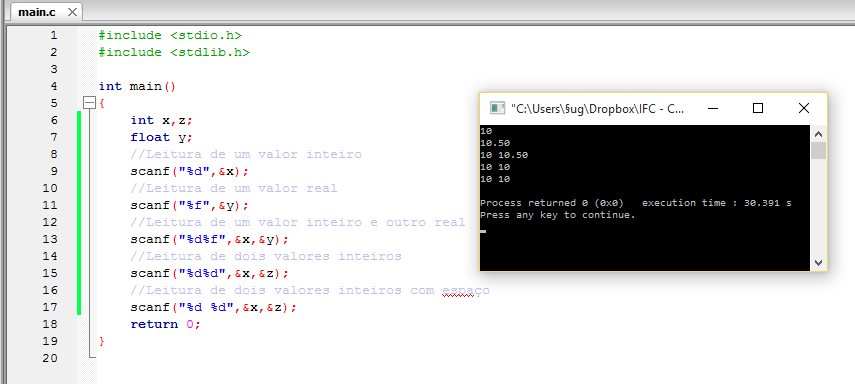 main.c
1 #include <stdio.h>
2 #include <stdlib.h>
3
4 int main()
5 {
6 int x,z;
7 float y;
8 //Leitura de um valor inteiro
9 scanf("%d",&x);
10 //Leitura de um valor real
11 scanf("%f",&y);
12 //Leitura de um valor inteiro e outro real
13 scanf("%d%f",&x,&y);
14 //Leitura de dois valores inteiros
15 scanf("%d%d",&x,&z);
16 //Leitura de dois valores inteiros com espaço
17 scanf("%d %d",&x,&z);
18 return 0;
19 }
20
"C:\Users\§ug\Dropbox\IFC - C...
10
10.50
10 10.50
10 10
10 10
Process returned 0 (0x0) execution time : 30.391 s
Press any key to continue.